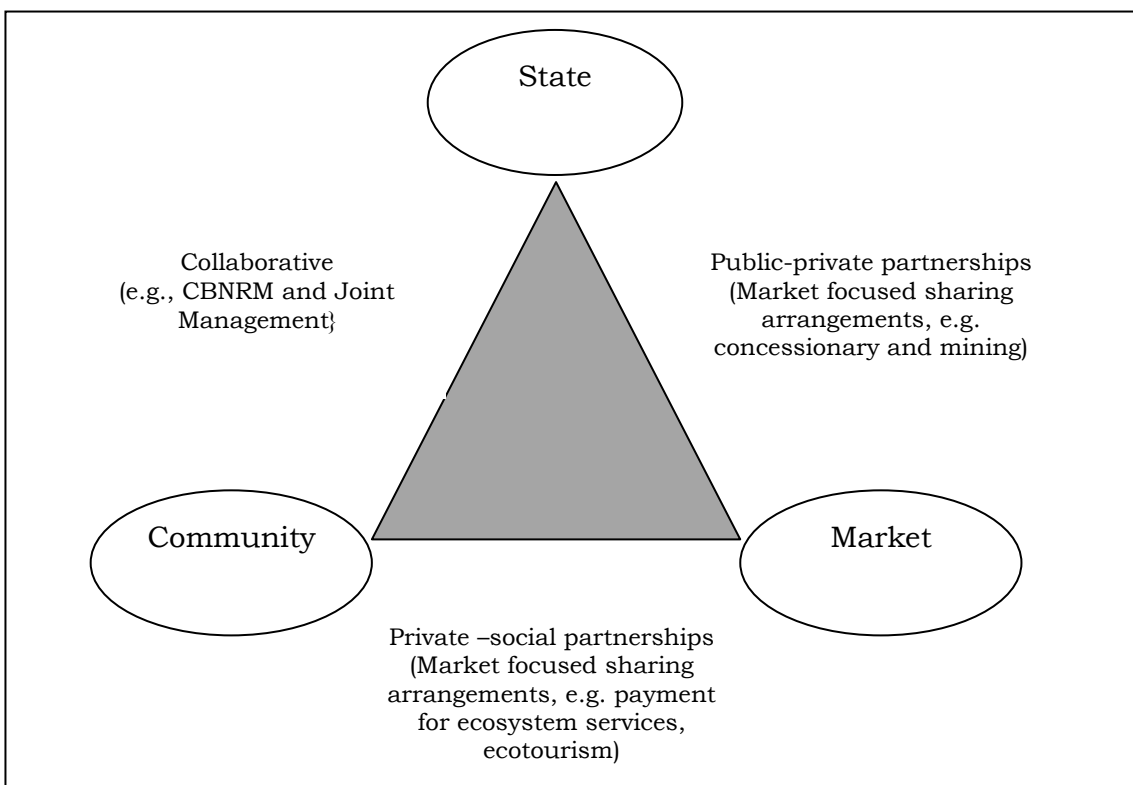 State
Collaborative
(e.g., CBNRM and Joint
Management}
Public-private partnerships
(Market focused sharing
arrangements, e.g.
concessionary and mining)
Community
Market
Private –social partnerships
(Market focused sharing
arrangements, e.g. payment
for ecosystem services,
ecotourism)